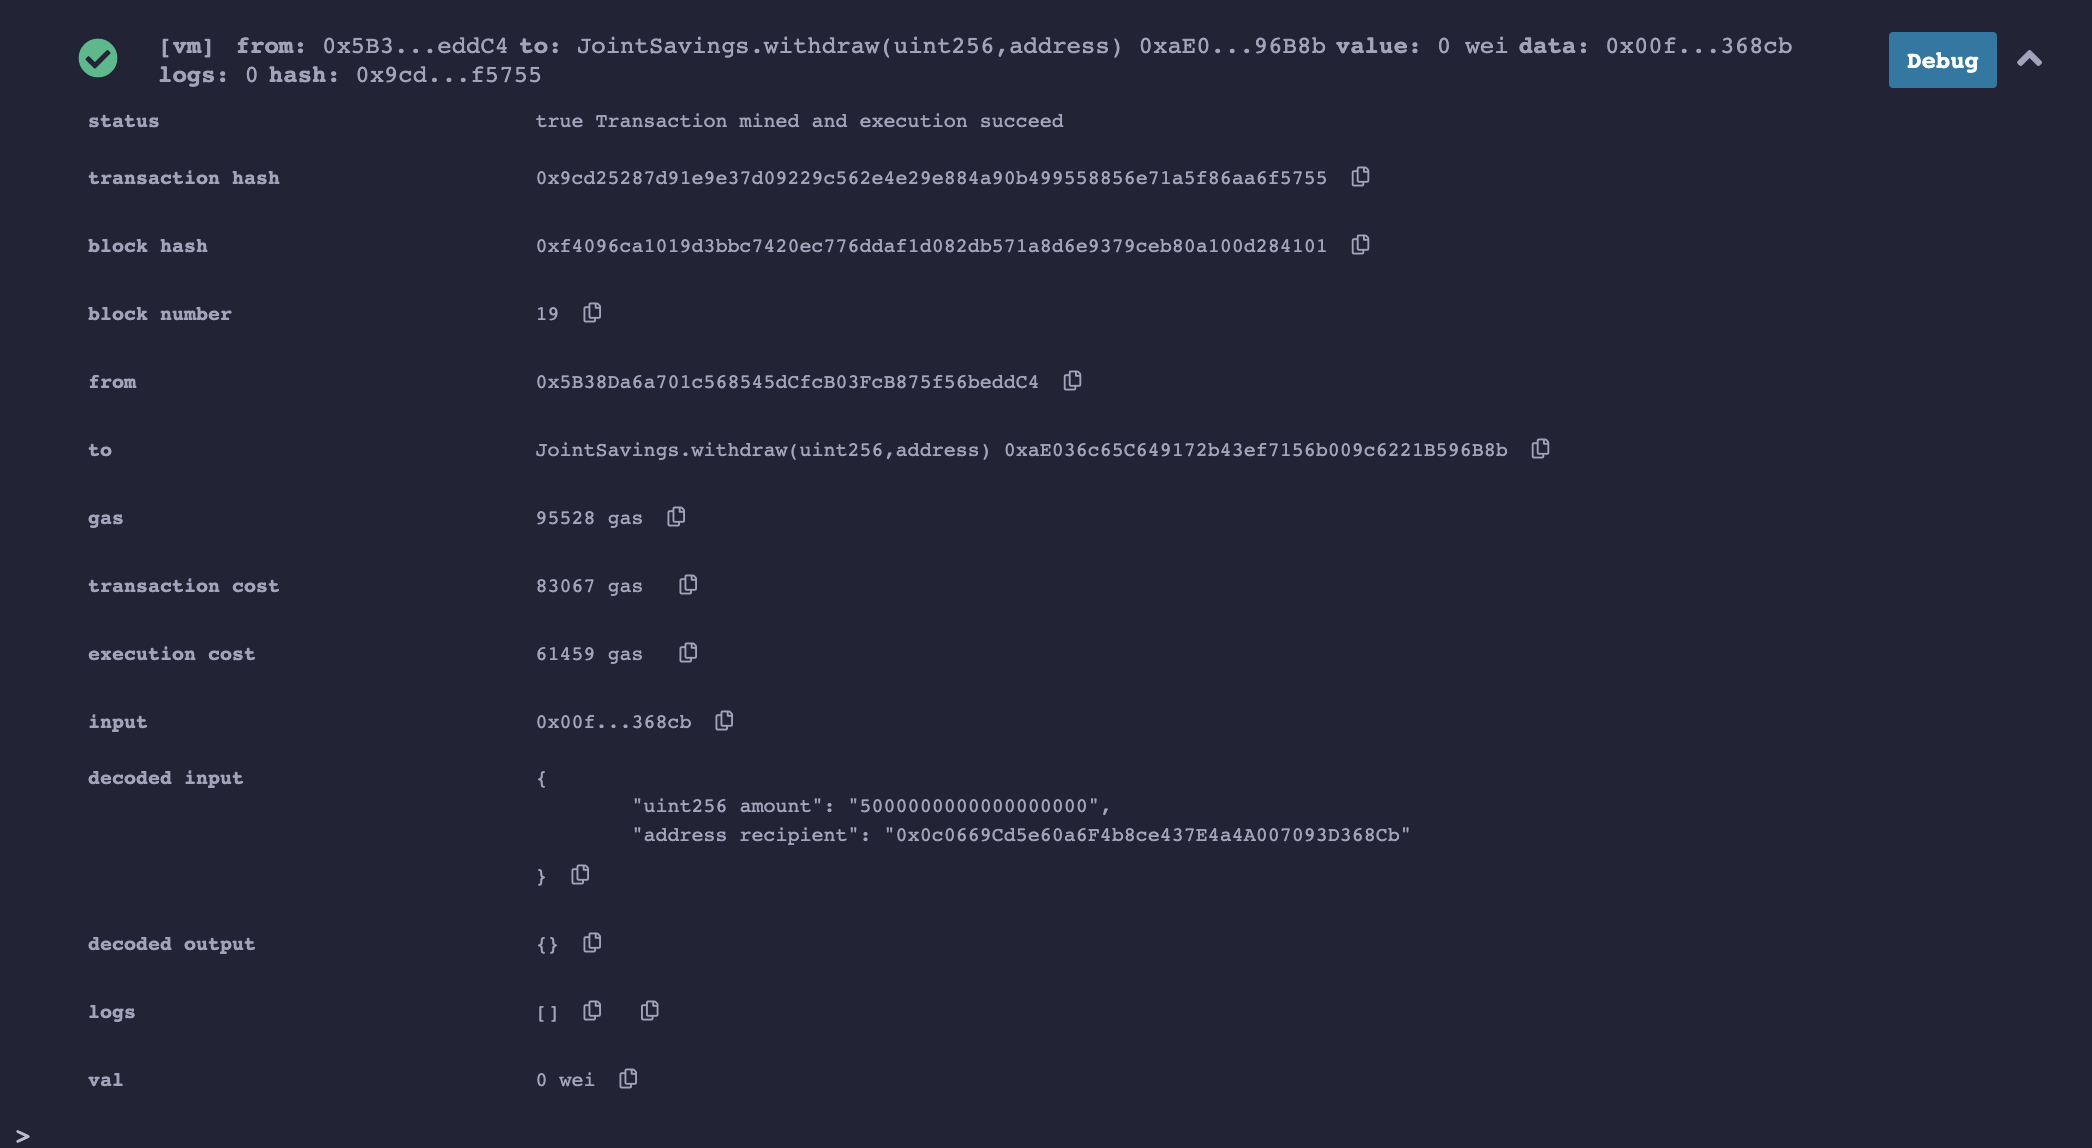 [vm] from: 0x5B3...eddC4 to: JointSavings.withdraw(uint256,address) 0xaE0...96B8b value: 0 wei data: 0x00f...368cb
logs: 0 hash: 0x9cd...f5755
Debug
status true Transaction mined and execution succeed
transaction hash 0x9cd25287d91e9e37d09229c562e4e29e884a90b499558856e71a5f86aa6f5755
block hash 0xf4096ca1019d3bbc7420ec776ddaf1d082db571a8d6e9379ceb80a100d284101
block number 19
from 0x5B38Da6a701c568545dCfcB03FcB875f56beddC4
to JointSavings.withdraw(uint256,address) 0xaE036c65C649172b43ef7156b009c6221B596B8b
gas 95528 gas
transaction cost 83067 gas
execution cost 61459 gas
input 0x00f...368cb
decoded input {
"uint256 amount": "5000000000000000000",
"address recipient": "0x0c0669Cd5e60a6F4b8ce437E4a4A007093D368Cb"
}
decoded output {}
logs []
val 0 wei
>